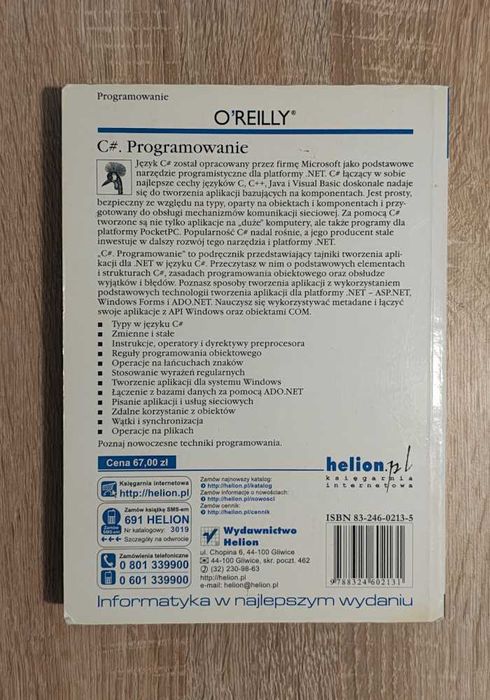 Programowanie
O'REILLY®
C#. Programowanie
Język C# został opracowany przez firmę Microsoft jako podstawowe
narzędzie programistyczne dla platformy .NET. C# łączy w sobie
najlepsze cechy języków C, C++, Java i Visual Basic doskonale nadaje
się do tworzenia aplikacji bazujących na komponentach. Jest prosty,
bezpieczny ze względu na typy, oparty na obiektach i komponentach i przy-
gotowany do obsługi mechanizmów komunikacji sieciowej. Za pomocą C#
tworzone są nie tylko aplikacje na „duże" komputery, ale także programy dla
platformy PocketPC. Popularność C# nadal rośnie, a jego producent stale
inwestuje w dalszy rozwój tego narzędzia i platformy .NET.
„C#. Programowanie" to podręcznik przedstawiający tajniki tworzenia apli-
kacji dla .NET w języku C#. Przeczytasz w nim o podstawowych elementach
i strukturach C#, zasadach programowania obiektowego oraz obsłudze
wyjątków i błędów. Poznasz sposoby tworzenia aplikacji z wykorzystaniem
podstawowych technologii tworzenia aplikacji dla platformy .NET – ASP.NET,
Windows Forms i ADO.NET. Nauczysz się wykorzystywać metadane i łączyć
swoje aplikacje z API Windows oraz obiektami COM.
▪ Typy w języku C#
▪ Zmienne i stałe
▪ Instrukcje, operatory i dyrektywy preprocesora
▪ Reguły programowania obiektowego
▪ Operacje na łańcuchach znaków
▪ Stosowanie wyrażeń regularnych
▪ Tworzenie aplikacji dla systemu Windows
▪ Łączenie z bazami danych za pomocą ADO.NET
▪ Pisanie aplikacji i usług sieciowych
▪ Zdalne korzystanie z obiektów
▪ Wątki i synchronizacja
▪ Operacje na plikach
Poznaj nowoczesne techniki programowania.
Cena 67,00 zł
helion.pl
księgarnia
internetowa
Księgarnia internetowa
http://helion.pl
Zamów książkę SMS-em
691 HELION
Nr katalogowy: 3019
Szczegóły na odwrocie
Zamówienia telefoniczne
0 801 339900
0 601 339900
Zamów najnowszy katalog:
http://helion.pl/katalog
Zamów informacje o nowościach:
http://helion.pl/nowosci
Zamów cennik:
http://helion.pl/cennik
Wydawnictwo
Helion
ul. Chopina 6, 44-100 Gliwice
44-100 Gliwice, skr. poczt. 462
(32) 230-98-63
http://helion.pl
e-mail: helion@helion.pl
ISBN 83-246-0213-5
9 788324 602131
Informatyka w najlepszym wydaniu